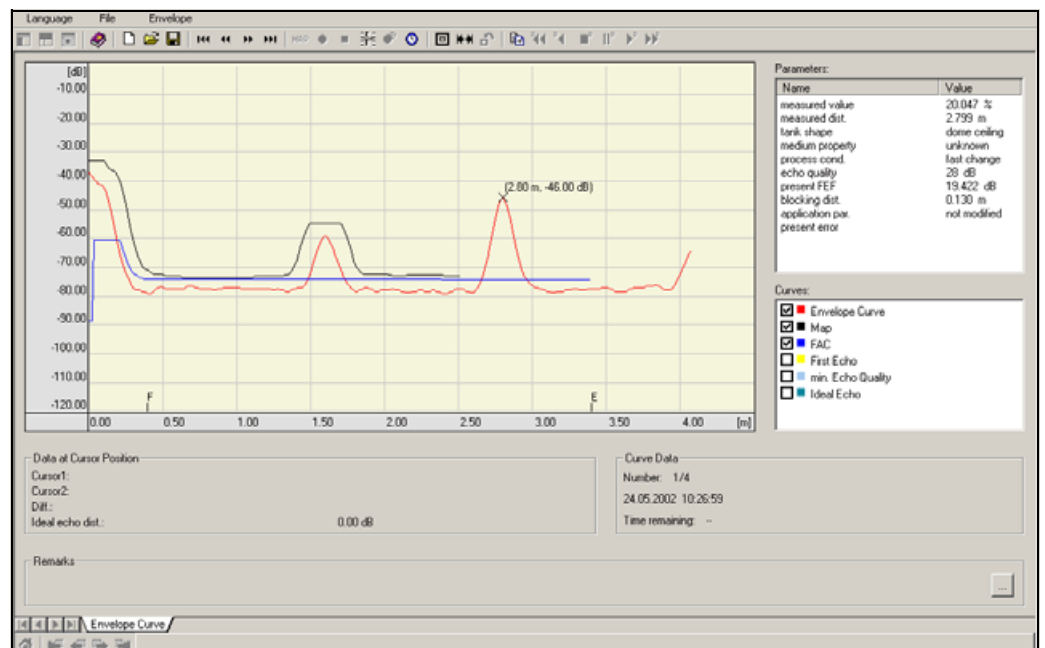 Language File Envelope
MAP
[dB]
-10.00
-20.00
-30.00
-40.00
-50.00
-60.00
-70.00
-80.00
-90.00
-100.00
-110.00
-120.00
(2.80 m, -46.00 dB)
F
E
0.00 0.50 1.00 1.50 2.00 2.50 3.00 3.50 4.00 [m]
Parameters:
Name Value
measured value 20.047 %
measured dist. 2.799 m
tank shape dome ceiling
medium property unknown
process cond. fast change
echo quality 28 dB
present FEF 19.422 dB
blocking dist. 0.130 m
application par. not modified
present error
Curves:
Envelope Curve
Map
FAC
First Echo
min. Echo Quality
Ideal Echo
Data at Cursor Position
Cursor1:
Cursor2:
Diff.:
Ideal echo dist.: 0.00 dB
Curve Data
Number: 1/4
24.05.2002 10:26:59
Time remaining: --
Remarks
...
Envelope Curve